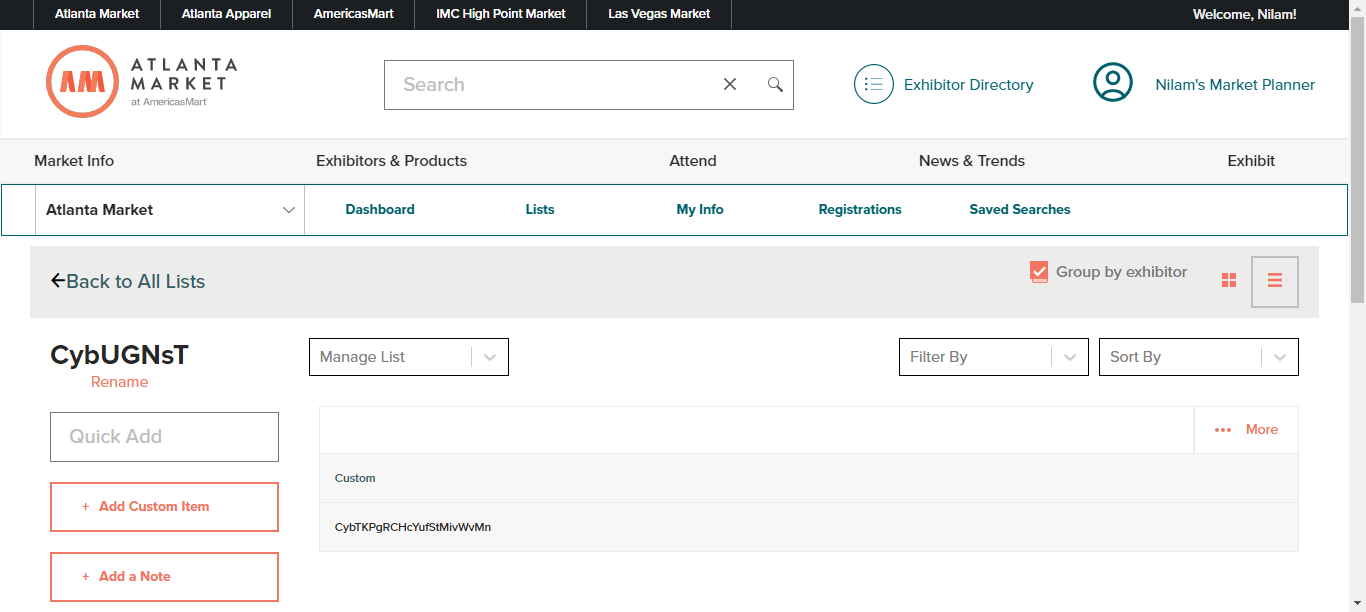 Atlanta Market
Atlanta Apparel
AmericasMart
IMC High Point Market
Las Vegas Market
Welcome, Nilam!
AM
ATLANTA
MARKET
at AmericasMart
Search
Exhibitor Directory
Nilam's Market Planner
Market Info
Exhibitors & Products
Attend
News & Trends
Exhibit
Atlanta Market
Dashboard
Lists
My Info
Registrations
Saved Searches
Back to All Lists
Group by exhibitor
CybUGNsT
Rename
Manage List
Filter By
Sort By
Quick Add
+ Add Custom Item
+ Add a Note
More
Custom
CybTKPgRCHcYufStMivWvMn